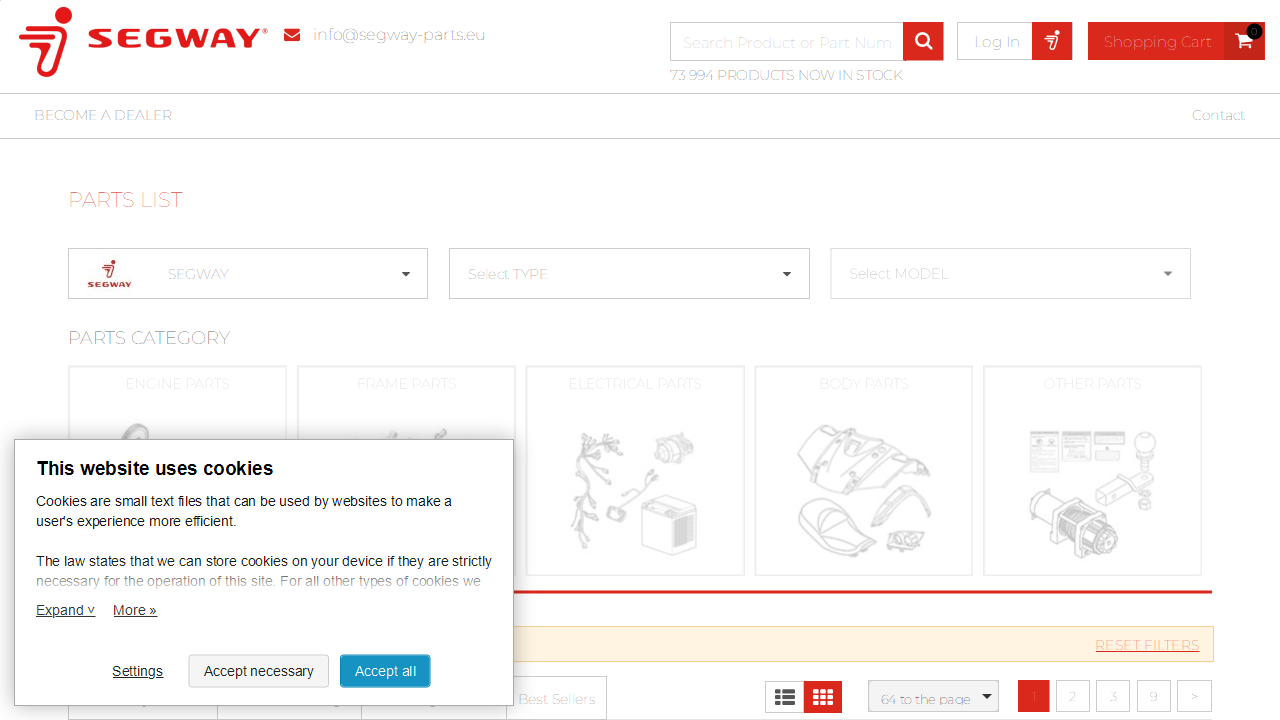 SEGWAY®
info@segway-parts.eu
Search Product or Part Num
Log In
Shopping Cart
0
73 994 PRODUCTS NOW IN STOCK
BECOME A DEALER
Contact
PARTS LIST
SEGWAY
SEGWAY
Select TYPE
Select MODEL
PARTS CATEGORY
ENGINE PARTS
FRAME PARTS
ELECTRICAL PARTS
BODY PARTS
OTHER PARTS
This website uses cookies
Cookies are small text files that can be used by websites to make a
user's experience more efficient.
The law states that we can store cookies on your device if they are strictly
necessary for the operation of this site. For all other types of cookies we
Expand ˅ More »
Settings
Accept necessary
Accept all
RESET FILTERS
Best Sellers
64 to the page
1
2
3
9
>